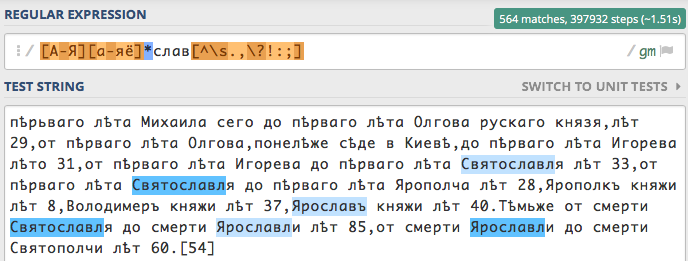 REGULAR EXPRESSION
564 matches, 397932 steps (~1.51s)
/ [А-Я][а-яё]*слав[^\s.,\?!:;] / gm
TEST STRING
SWITCH TO UNIT TESTS
пѣрьваго лѣта Михаила сего до пѣрваго лѣта Олгова рускаго князя,лѣт
29,от пѣрваго лѣта Олгова,понелѣже сѣде в Киевѣ,до пѣрваго лѣта Игорева
лѣто 31,от пѣрваго лѣта Игорева до пѣрваго лѣта Святославля лѣт 33,от
пѣрваго лѣта Святославля до пѣрваго лѣта Ярополча лѣт 28,Ярополкъ княжи
лѣт 8,Володимеръ княжи лѣт 37,Ярославъ княжи лѣт 40.Тѣмьже от смерти
Святославля до смерти Ярославли лѣт 85,от смерти Ярославли до смерти
Святополчи лѣт 60.[54]